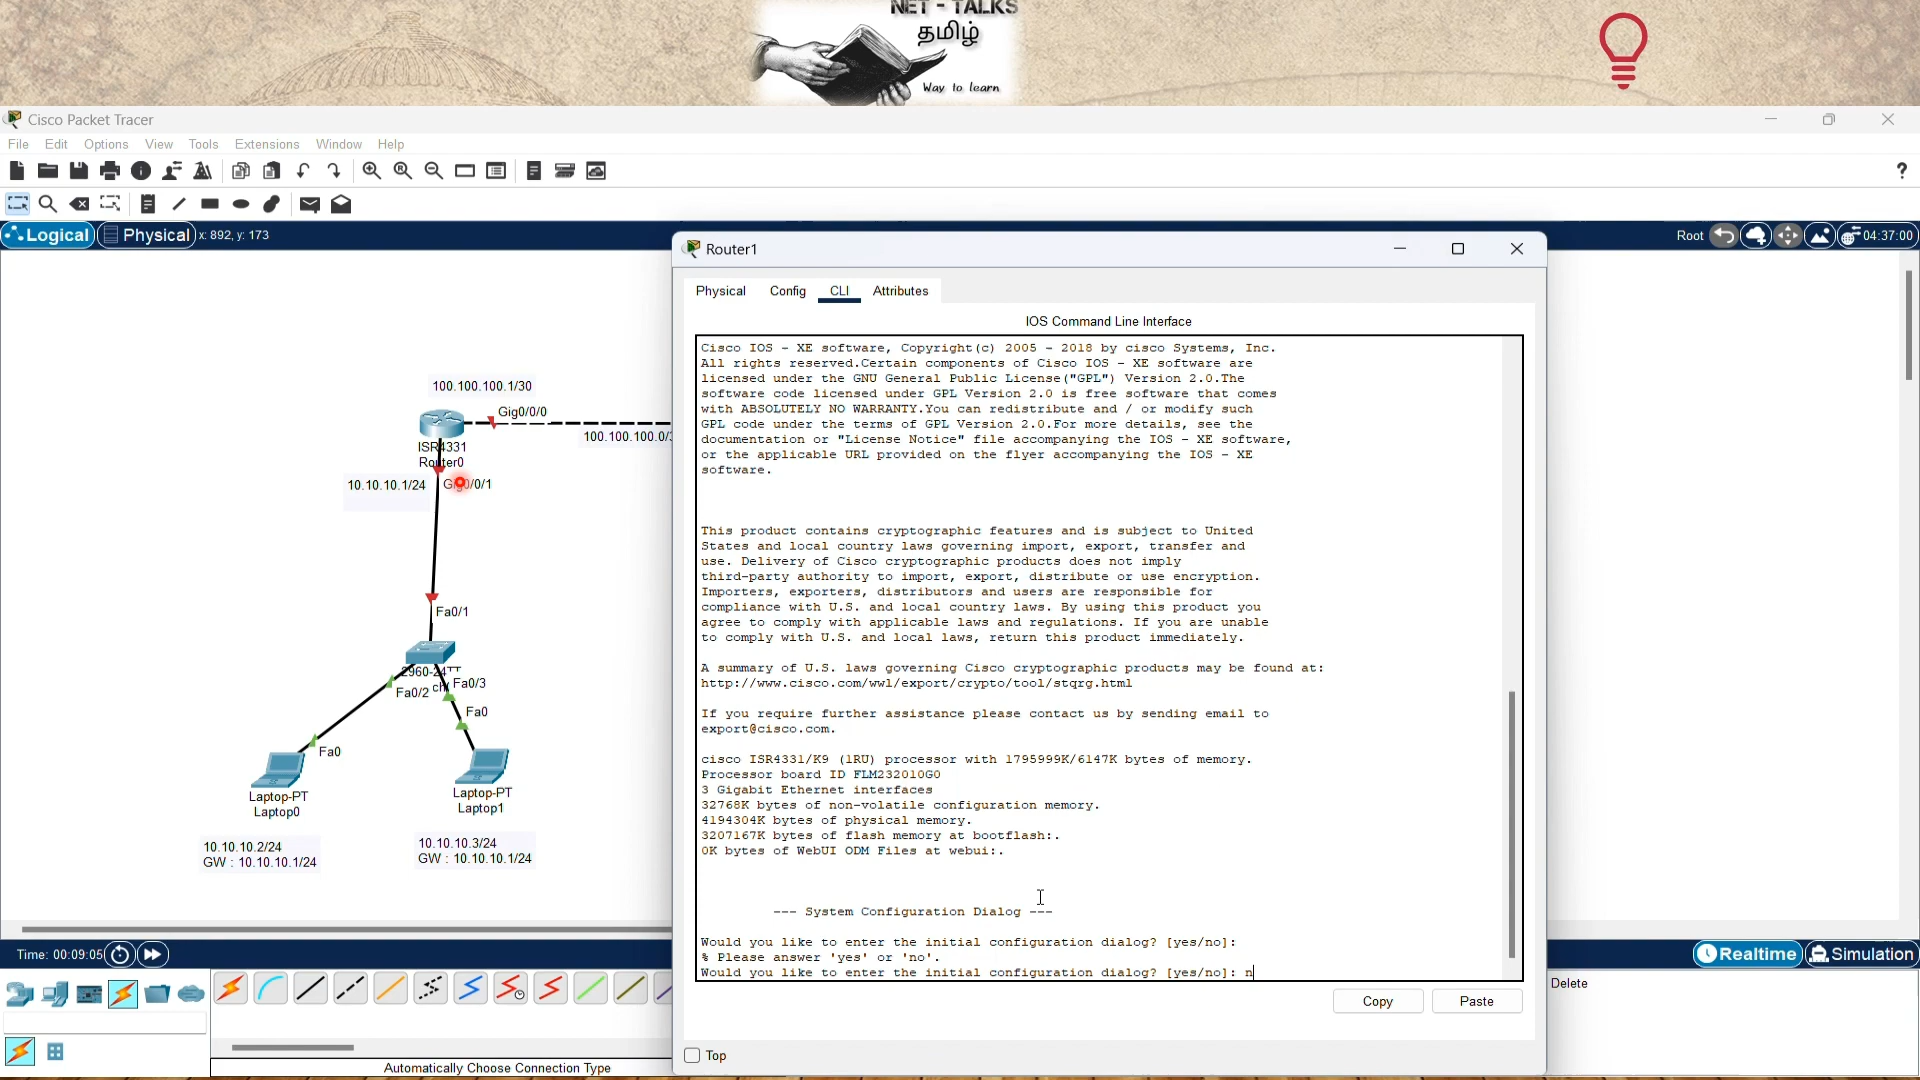 NET - TALKS
தமிழ்
Way to learn
Cisco Packet Tracer
File Edit Options View Tools Extensions Window Help
Logical Physical x: 892, y: 173
Root 04:37:00
Router1
Physical Config CLI Attributes
IOS Command Line Interface
Cisco IOS - XE software, Copyright(c) 2005 - 2018 by cisco Systems, Inc.
All rights reserved.Certain components of Cisco IOS - XE software are
licensed under the GNU General Public License("GPL") Version 2.0.The
software code licensed under GPL Version 2.0 is free software that comes
with ABSOLUTELY NO WARRANTY.You can redistribute and / or modify such
GPL code under the terms of GPL Version 2.0.For more details, see the
documentation or "License Notice" file accompanying the IOS - XE software,
or the applicable URL provided on the flyer accompanying the IOS - XE
software.
This product contains cryptographic features and is subject to United
States and local country laws governing import, export, transfer and
use. Delivery of Cisco cryptographic products does not imply
third-party authority to import, export, distribute or use encryption.
Importers, exporters, distributors and users are responsible for
compliance with U.S. and local country laws. By using this product you
agree to comply with applicable laws and regulations. If you are unable
to comply with U.S. and local laws, return this product immediately.
A summary of U.S. laws governing Cisco cryptographic products may be found at:
http://www.cisco.com/wwl/export/crypto/tool/stqrg.html
If you require further assistance please contact us by sending email to
export@cisco.com.
cisco ISR4331/K9 (1RU) processor with 1795999K/6147K bytes of memory.
Processor board ID FLM232010G0
3 Gigabit Ethernet interfaces
32768K bytes of non-volatile configuration memory.
4194304K bytes of physical memory.
3207167K bytes of flash memory at bootflash:.
0K bytes of WebUI ODM Files at webui:.
--- System Configuration Dialog ---
Would you like to enter the initial configuration dialog? [yes/no]:
% Please answer 'yes' or 'no'.
Would you like to enter the initial configuration dialog? [yes/no]: n
Copy Paste
Top
100.100.100.1/30
Gig0/0/0
100.100.100.0/3
ISR4331
Router0
10.10.10.1/24
Gig0/0/1
Fa0/1
2960-24TT
Fa0/2
Fa0/3
Fa0
Fa0
Laptop-PT
Laptop0
Laptop-PT
Laptop1
10.10.10.2/24
GW : 10.10.10.1/24
10.10.10.3/24
GW : 10.10.10.1/24
Time: 00:09:05
Realtime Simulation
Delete
Automatically Choose Connection Type